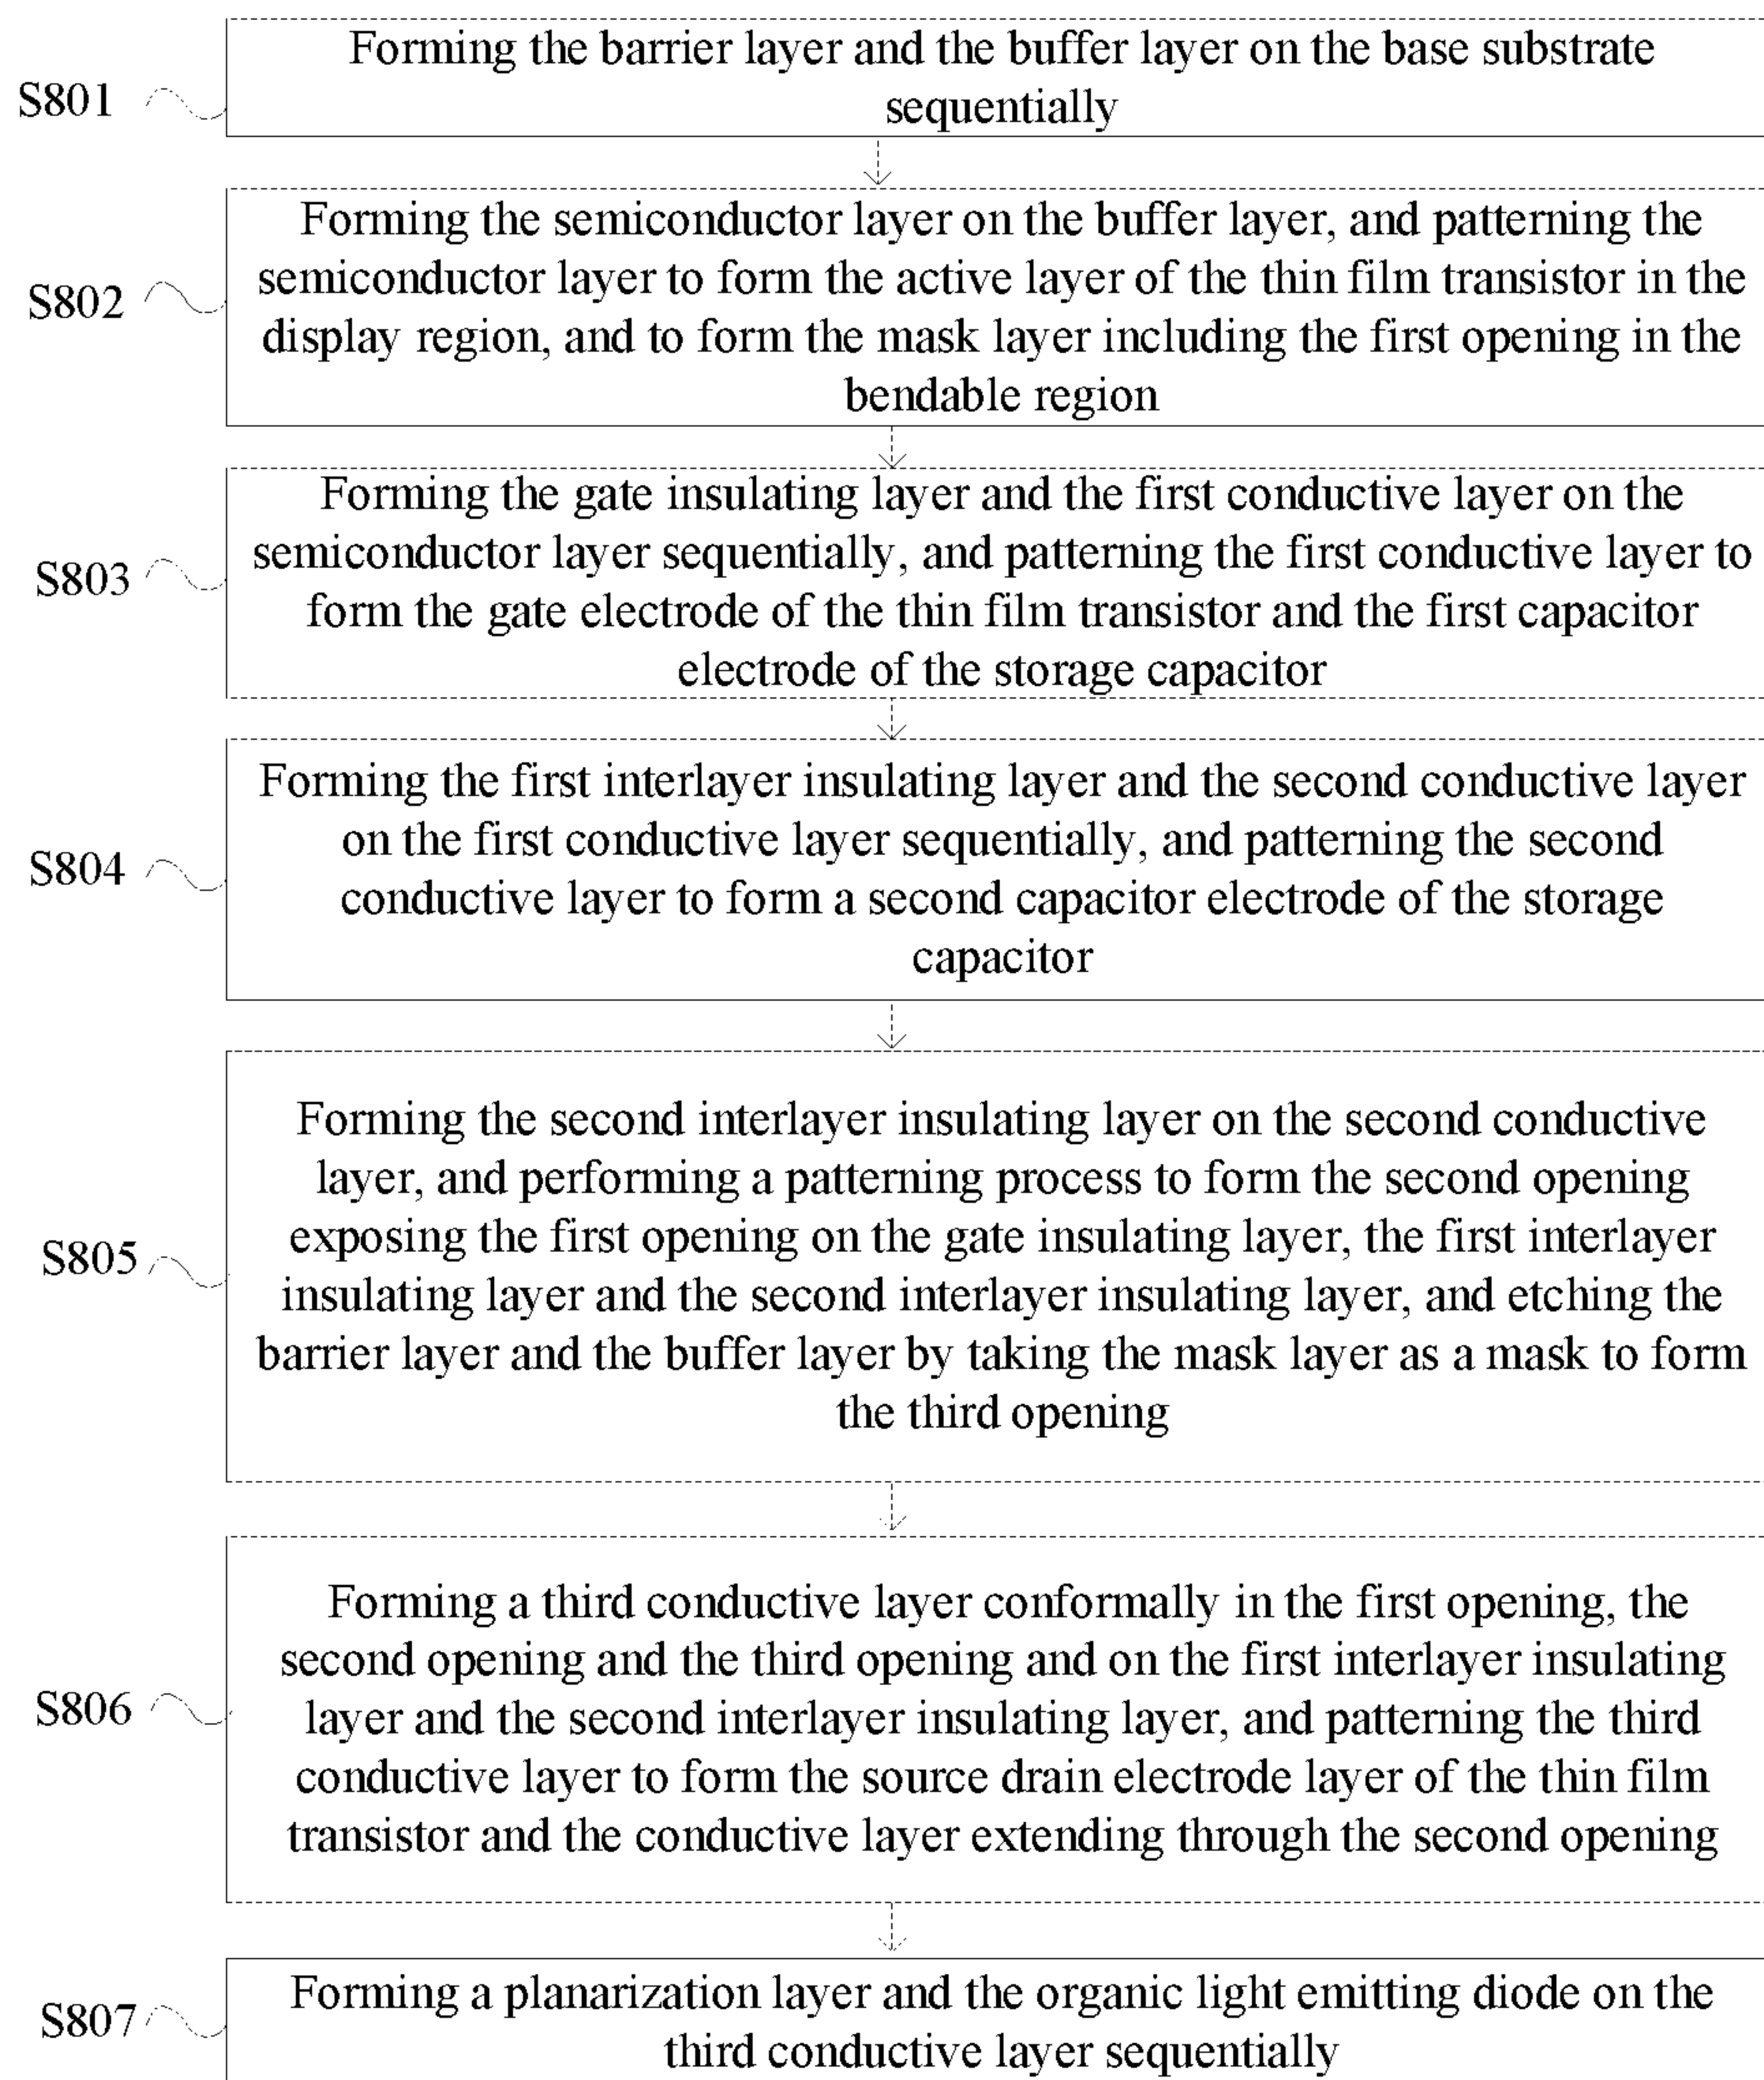 Forming the barrier layer and the buffer layer on the base substrate
S801
sequentially
Forming the semiconductor layer on the buffer layer, and patterning the
semiconductor layer to form the active layer of the thin film transistor in the
S802
display region, and to form the mask layer including the first opening in the
bendable region
Forming the gate insulating layer and the first conductive layer on the
semiconductor layer sequentially, and patterning the first conductive layer to
S803
form the gate electrode of the thin film transistor and the first capacitor
electrode of the storage capacitor
Forming the first interlayer insulating layer and the second conductive layer
on the first conductive layer sequentially, and patterning the second
S804
conductive layer to form a second capacitor electrode of the storage
capacitor
Forming the second interlayer insulating layer on the second conductive
layer, and performing a patterning process to form the second opening
exposing the first opening on the gate insulating layer, the first interlayer
S805
insulating layer and the second interlayer insulating layer, and etching the
barrier layer and the buffer layer by taking the mask layer as a mask to form
the third opening
Forming a third conductive layer conformally in the first opening, the
second opening and the third opening and on the first interlayer insulating
S806
layer and the second interlayer insulating layer, and patterning the third
conductive layer to form the source drain electrode layer of the thin film
transistor and the conductive layer extending through the second opening
Forming a planarization layer and the organic light emitting diode on the
S807
third conductive layer sequentially